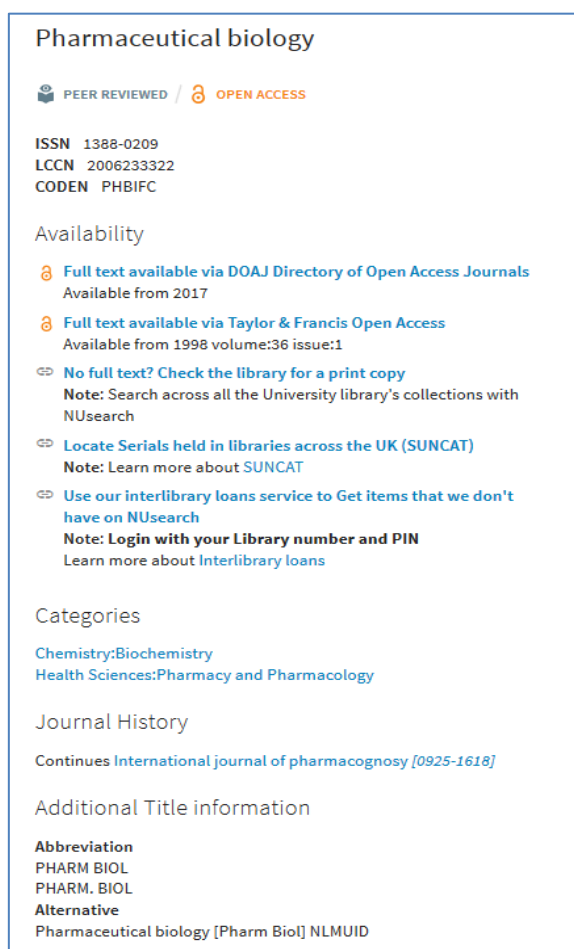 Pharmaceutical biology
PEER REVIEWED / OPEN ACCESS
ISSN 1388-0209
LCCN 2006233322
CODEN PHBIFC
Availability
Full text available via DOAJ Directory of Open Access Journals
Available from 2017
Full text available via Taylor & Francis Open Access
Available from 1998 volume:36 issue:1
No full text? Check the library for a print copy
Note: Search across all the University library's collections with
NUsearch
Locate Serials held in libraries across the UK (SUNCAT)
Note: Learn more about SUNCAT
Use our interlibrary loans service to Get items that we don't
have on NUsearch
Note: Login with your Library number and PIN
Learn more about Interlibrary loans
Categories
Chemistry:Biochemistry
Health Sciences:Pharmacy and Pharmacology
Journal History
Continues International journal of pharmacognosy [0925-1618]
Additional Title information
Abbreviation
PHARM BIOL
PHARM. BIOL
Alternative
Pharmaceutical biology [Pharm Biol] NLMUID